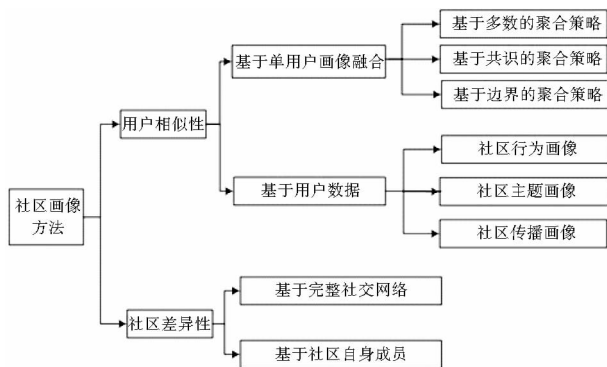 基于多数的聚合策略
基于单用户画像融合
基于共识的聚合策略
基于边界的聚合策略
用户相似性
社区行为画像
基于用户数据
社区主题画像
社区画像
方法
社区传播画像
基于完整社交网络
社区差异性
基于社区自身成员